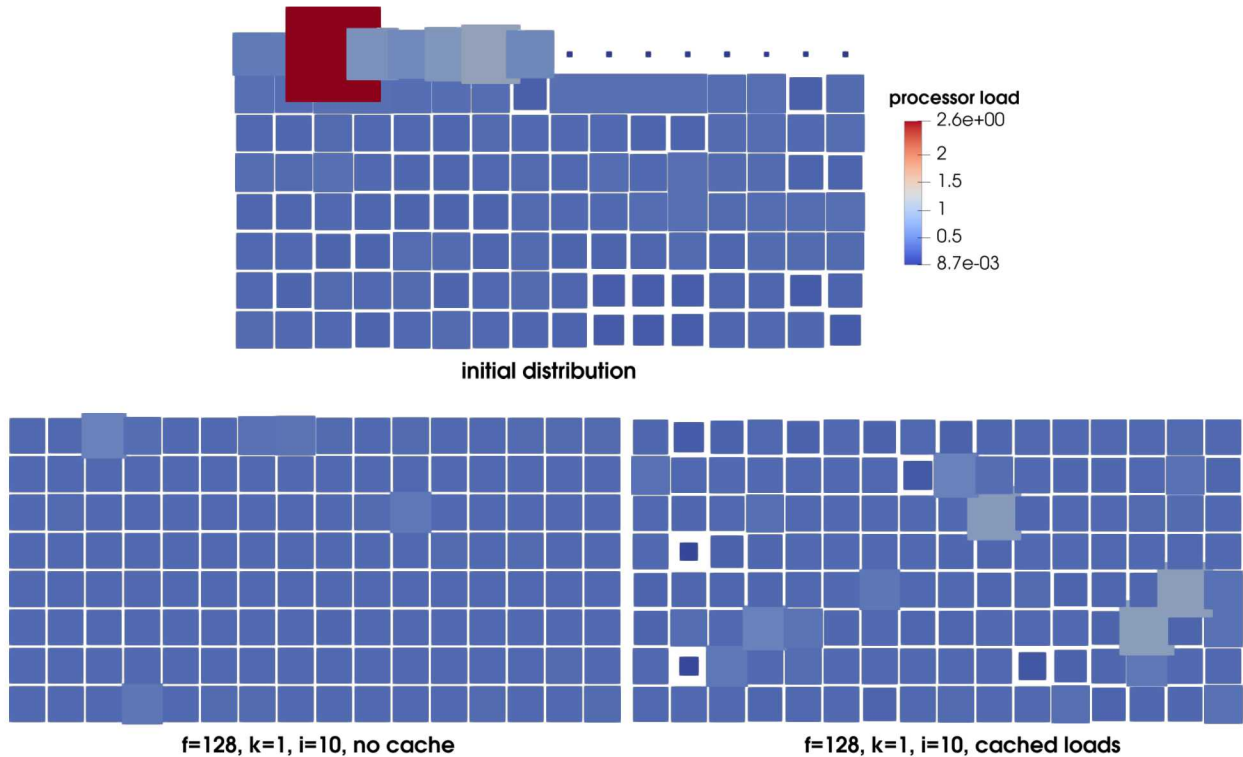 processor load
2.6e+00
2
1.5
1
0.5
8.7e-03
initial distribution
f=128, k=1, i=10, no cache
f=128, k=1, i=10, cached loads